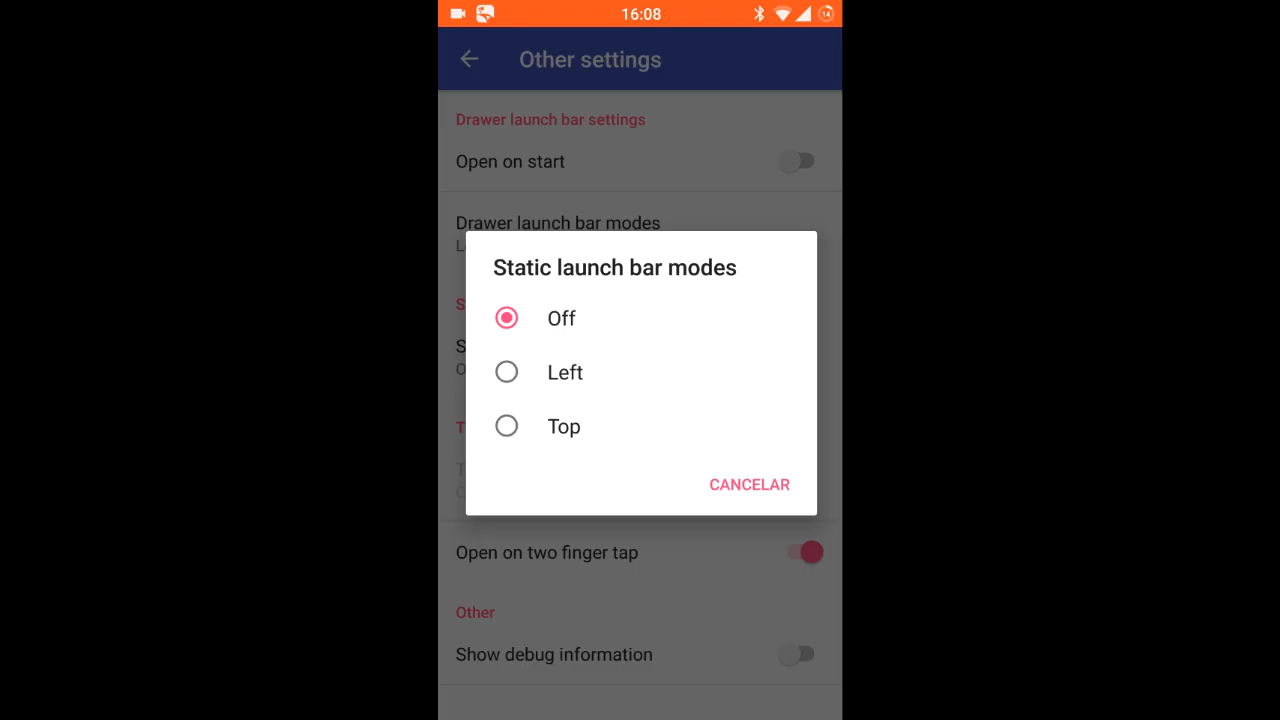 16:08
14
Other settings
Drawer launch bar settings
Open on start
Drawer launch bar modes
Static launch bar modes
Off
Left
Top
CANCELAR
Open on two finger tap
Other
Show debug information